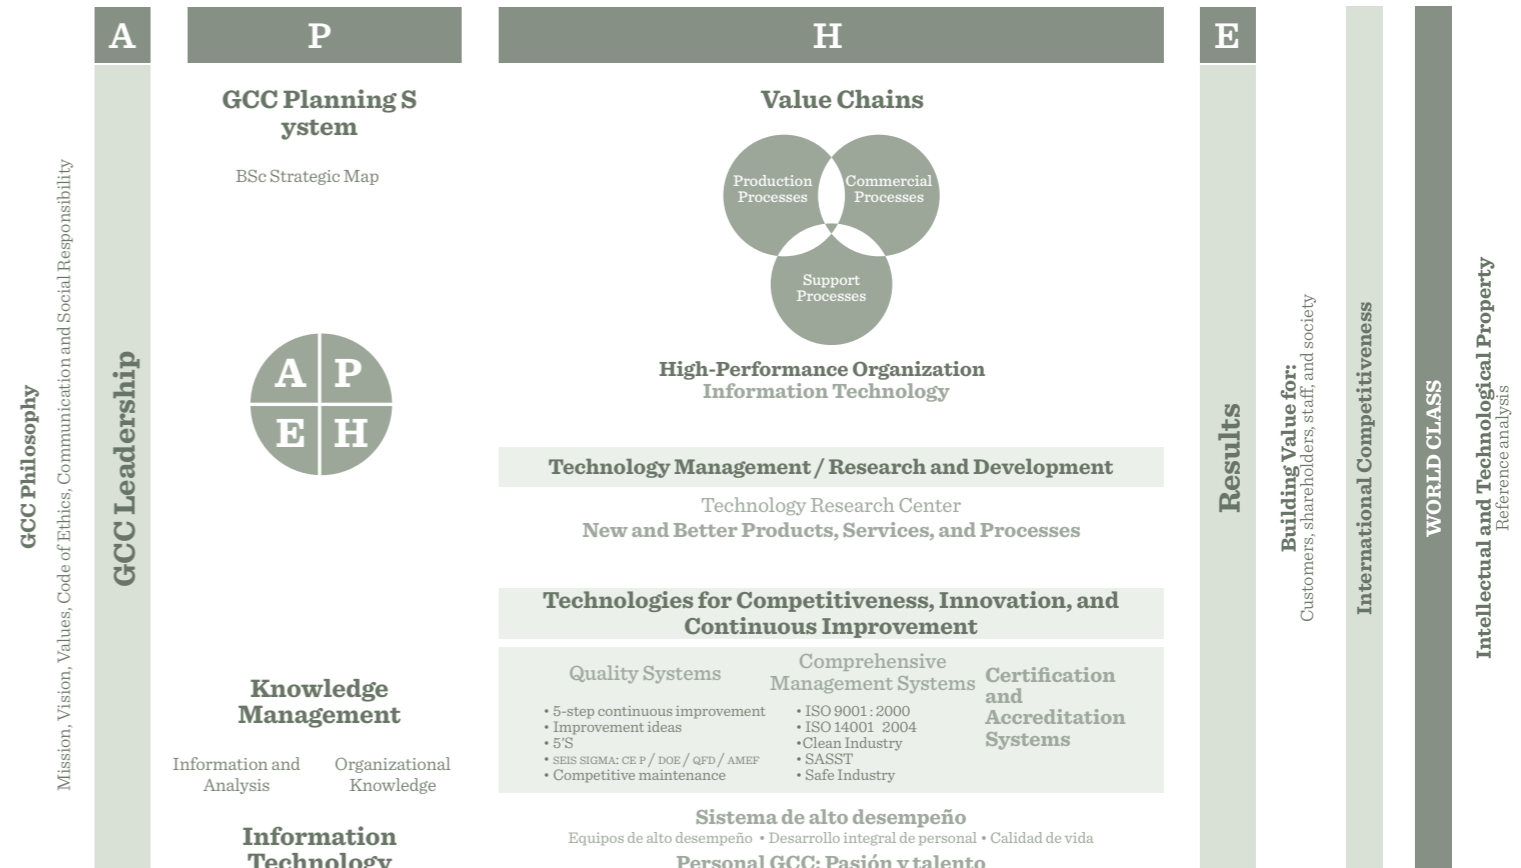 GCC Philosophy
Mission, Vision, Values, Code of Ethics, Communication and Social Responsibility
A
GCC Leadership
P
GCC Planning S
ystem
BSc Strategic Map
A P
E H
Knowledge
Management
Information and
Analysis
Organizational
Knowledge
Information
Technology
H
Value Chains
Production
Processes
Commercial
Processes
Support
Processes
High-Performance Organization
Information Technology
Technology Management / Research and Development
Technology Research Center
New and Better Products, Services, and Processes
Technologies for Competitiveness, Innovation, and
Continuous Improvement
Quality Systems
• 5-step continuous improvement
• Improvement ideas
• 5'S
• SEIS SIGMA: CE P / DOE / QFD / AMEF
• Competitive maintenance
Comprehensive
Management Systems
• ISO 9001 : 2000
• ISO 14001 2004
•Clean Industry
• SASST
• Safe Industry
Certification
and
Accreditation
Systems
Sistema de alto desempeño
Equipos de alto desempeño • Desarrollo integral de personal • Calidad de vida
Personal GCC: Pasión y talento
E
Results
Building Value for:
Customers, shareholders, staff, and society
International Competitiveness
WORLD CLASS
Intellectual and Technological Property
Reference analysis